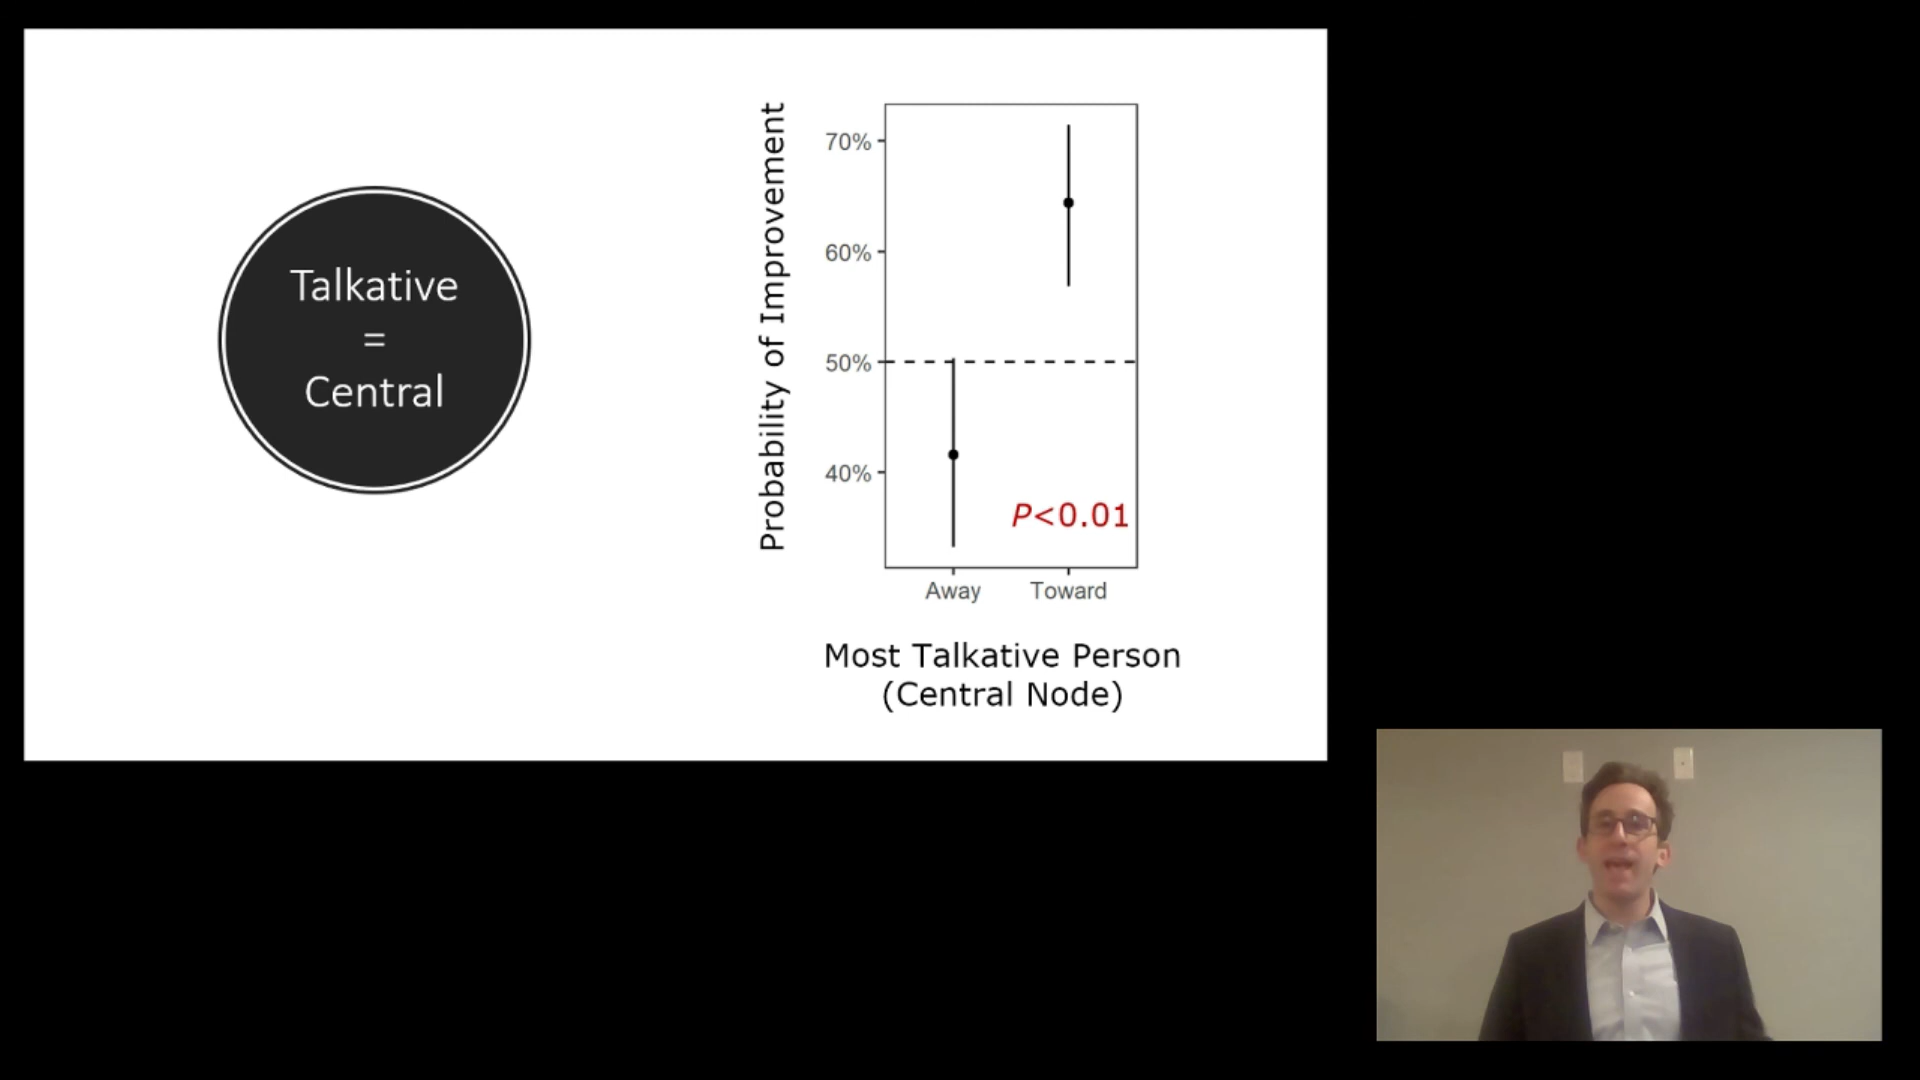 Talkative
=
Central
Probability of Improvement
70%
60%
50%
40%
P<0.01
Away
Toward
Most Talkative Person
(Central Node)